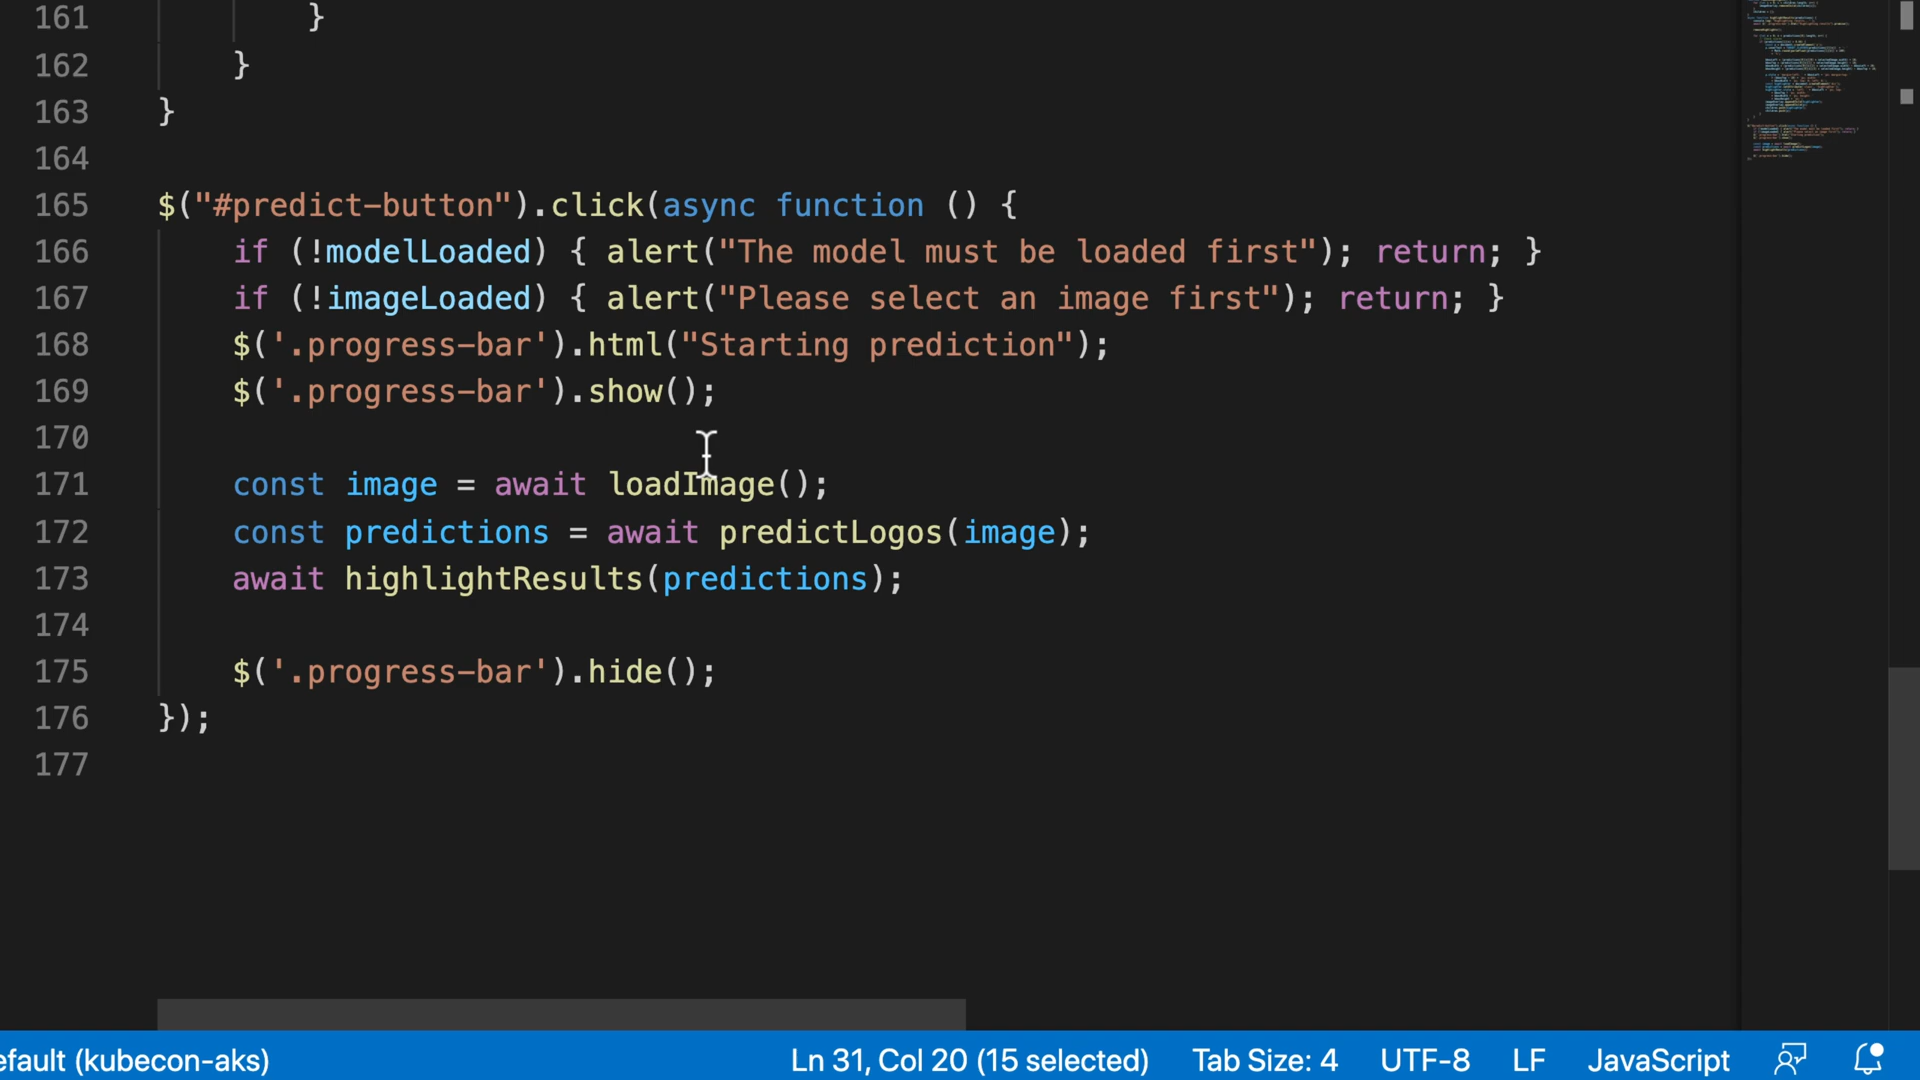 161 }
162 }
163 }
164
165 $("#predict-button").click(async function () {
166 if (!modelLoaded) { alert("The model must be loaded first"); return; }
167 if (!imageLoaded) { alert("Please select an image first"); return; }
168 $('.progress-bar').html("Starting prediction");
169 $('.progress-bar').show();
170
171 const image = await loadImage();
172 const predictions = await predictLogos(image);
173 await highlightResults(predictions);
174
175 $('.progress-bar').hide();
176 });
177
efault (kubecon-aks) Ln 31, Col 20 (15 selected) Tab Size: 4 UTF-8 LF JavaScript